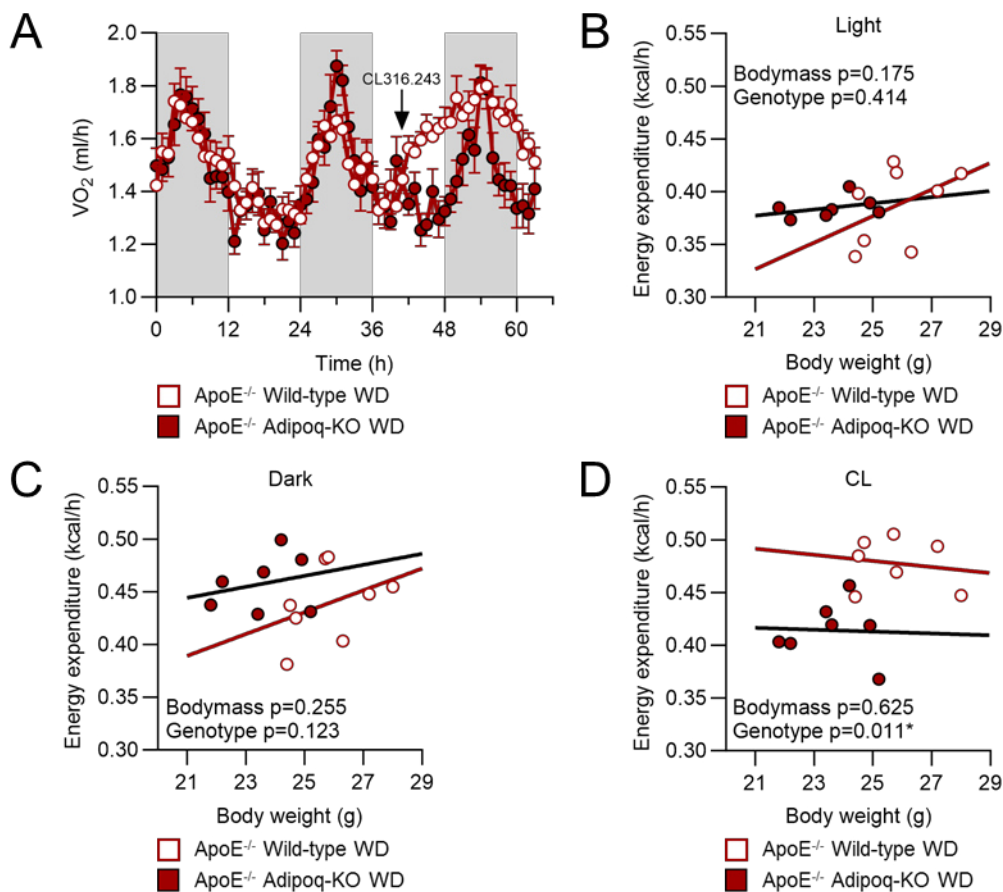 A
VO₂ (ml/h)
2.0
1.8
1.6
1.4
1.2
1.0
CL316.243
0 12 24 36 48 60
Time (h)
ApoE⁻/⁻ Wild-type WD
ApoE⁻/⁻ Adipoq-KO WD
B
Light
Energy expenditure (kcal/h)
0.55
0.50
0.45
0.40
0.35
0.30
Bodymass p=0.175
Genotype p=0.414
21 23 25 27 29
Body weight (g)
ApoE⁻/⁻ Wild-type WD
ApoE⁻/⁻ Adipoq-KO WD
C
Dark
Energy expenditure (kcal/h)
0.55
0.50
0.45
0.40
0.35
0.30
Bodymass p=0.255
Genotype p=0.123
21 23 25 27 29
Body weight (g)
ApoE⁻/⁻ Wild-type WD
ApoE⁻/⁻ Adipoq-KO WD
D
CL
Energy expenditure (kcal/h)
0.55
0.50
0.45
0.40
0.35
0.30
Bodymass p=0.625
Genotype p=0.011*
21 23 25 27 29
Body weight (g)
ApoE⁻/⁻ Wild-type WD
ApoE⁻/⁻ Adipoq-KO WD